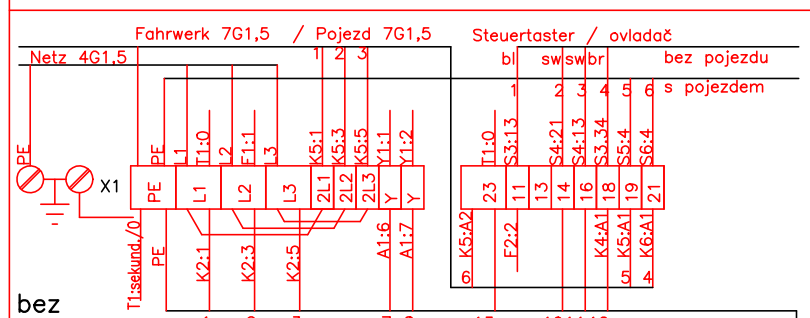 Fahrwerk 7G1,5 / Pojezd 7G1,5 Steuertaster / ovladač
Netz 4G1,5 1 2 3 bl sw sw br bez pojezdu
1 2 3 4 5 6 s pojezdem
PE PE L1 T1:0 L2 F1:1 L3 K5:1 K5:3 K5:5 Y1:1 Y1:2 T1:0 S3:13 S4:21 S4:13 S3.34 S5:4 S6:4
X1 PE L1 L2 L3 2L1 2L2 2L3 Y Y 23 11 13 14 16 18 19 21
T1:sekund./0 PE K2:1 K2:3 K2:5 A1:6 A1:7 K5:A2 F2:2 K4:A1 K5:A1 K6:A1
6 5 4
bez